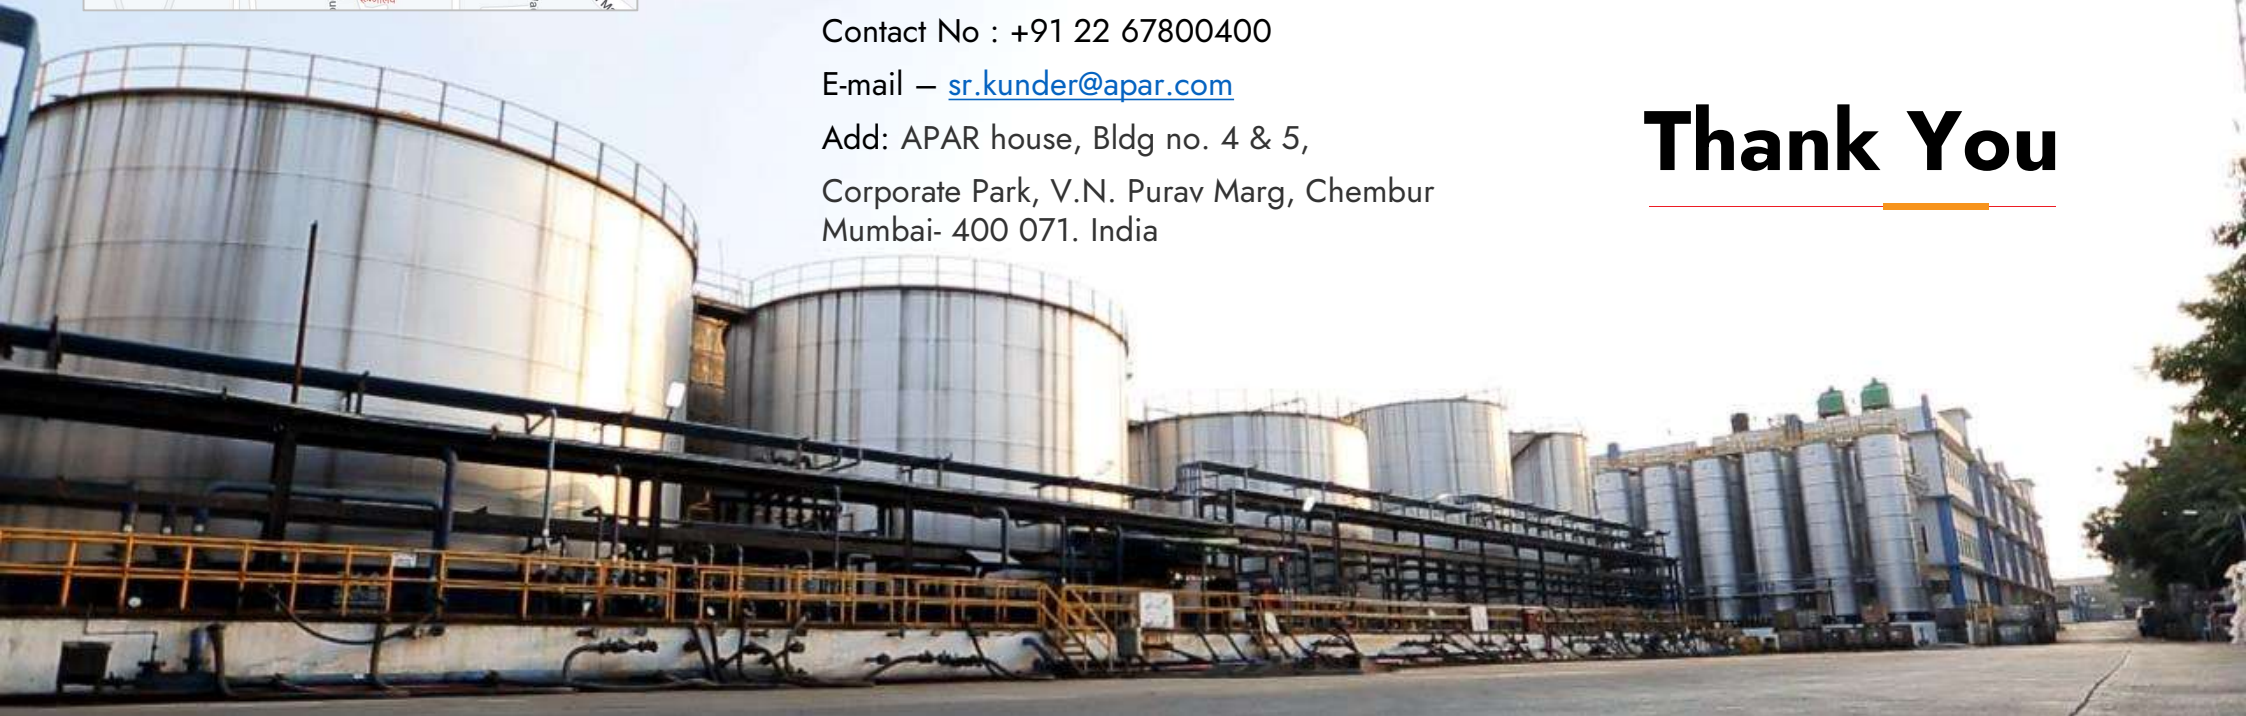 Contact No : +91 22 67800400
E-mail – sr.kunder@apar.com
Add: APAR house, Bldg no. 4 & 5,
Corporate Park, V.N. Purav Marg, Chembur
Mumbai- 400 071. India
Thank You